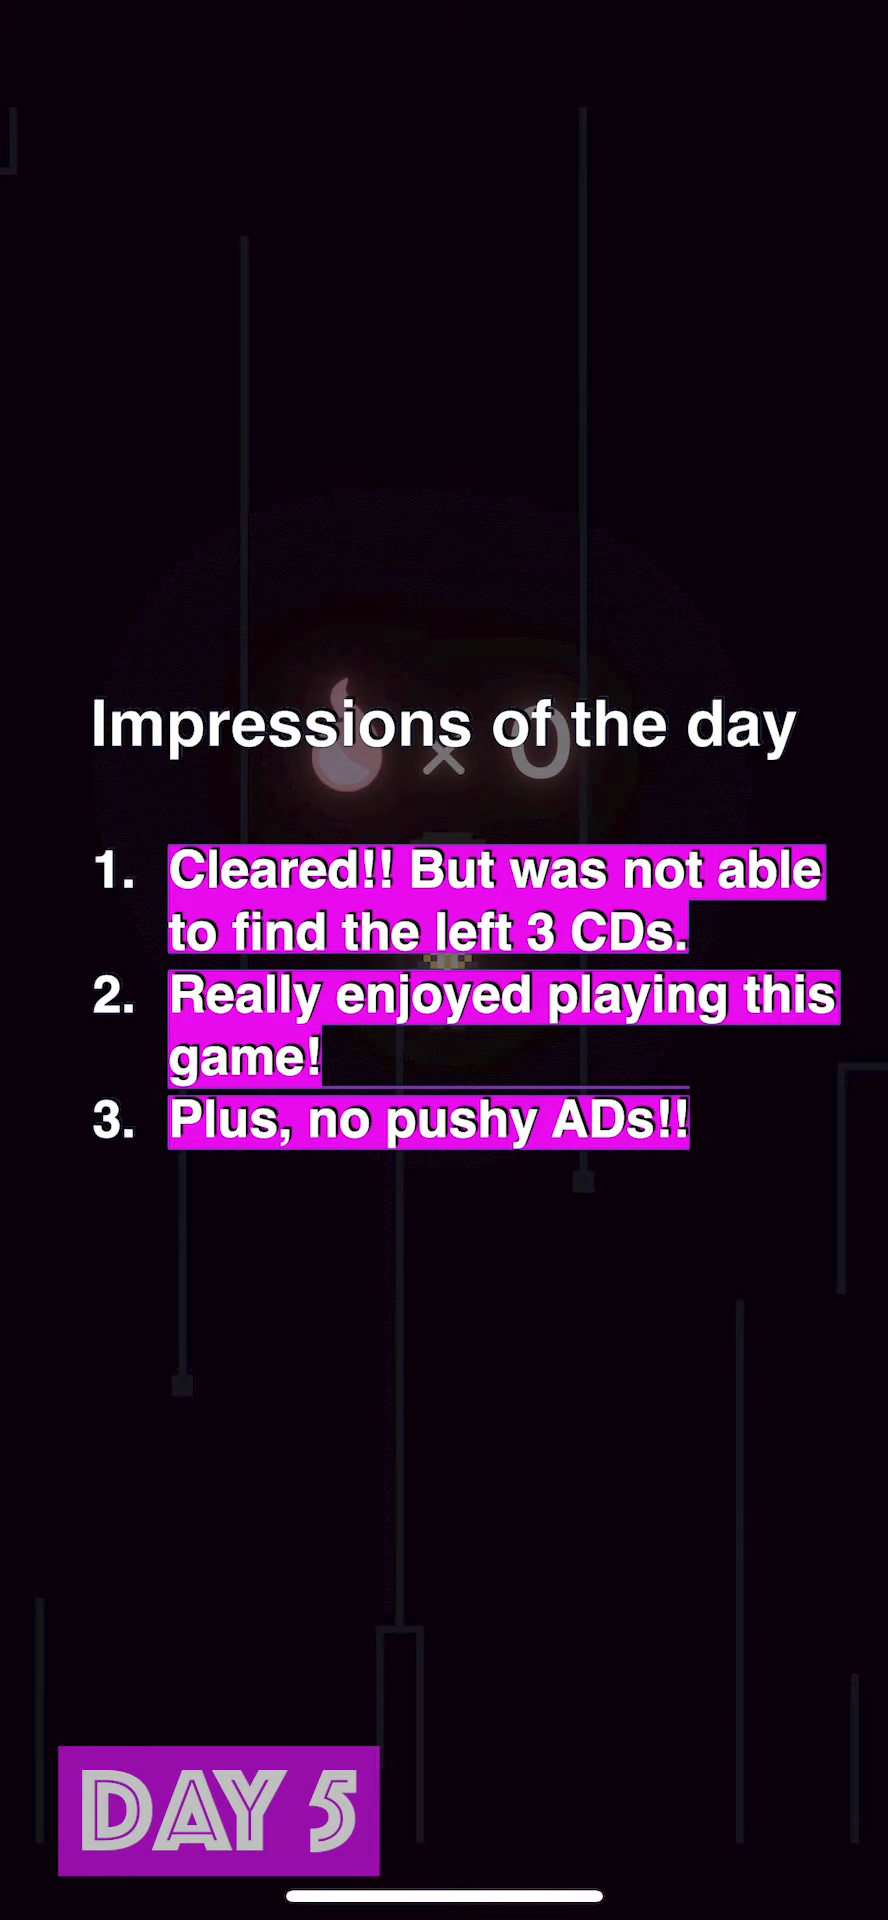 Impressions of the day
× 0
1. Cleared!! But was not able
to find the left 3 CDs.
2. Really enjoyed playing this
game!
3. Plus, no pushy ADs!!
DAY 5